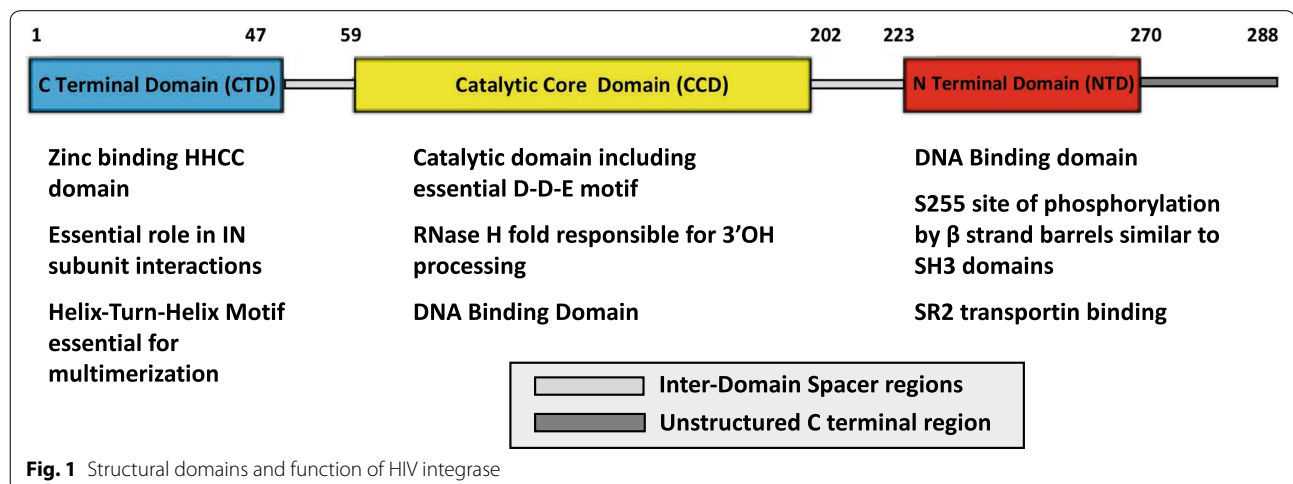 1 47 59 202 223 270 288
C Terminal Domain (CTD) Catalytic Core Domain (CCD) N Terminal Domain (NTD)
Zinc binding HHCC
domain
Essential role in IN
subunit interactions
Helix-Turn-Helix Motif
essential for
multimerization
Catalytic domain including
essential D-D-E motif
RNase H fold responsible for 3’OH
processing
DNA Binding Domain
DNA Binding domain
S255 site of phosphorylation
by β strand barrels similar to
SH3 domains
SR2 transportin binding
Inter-Domain Spacer regions
Unstructured C terminal region
Fig. 1 Structural domains and function of HIV integrase